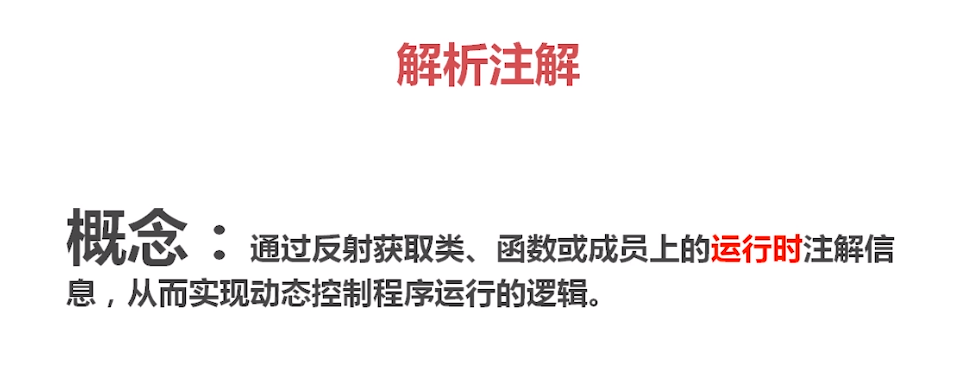 解析注解
概念：通过反射获取类、函数或成员上的运行时注解信
息，从而实现动态控制程序运行的逻辑。